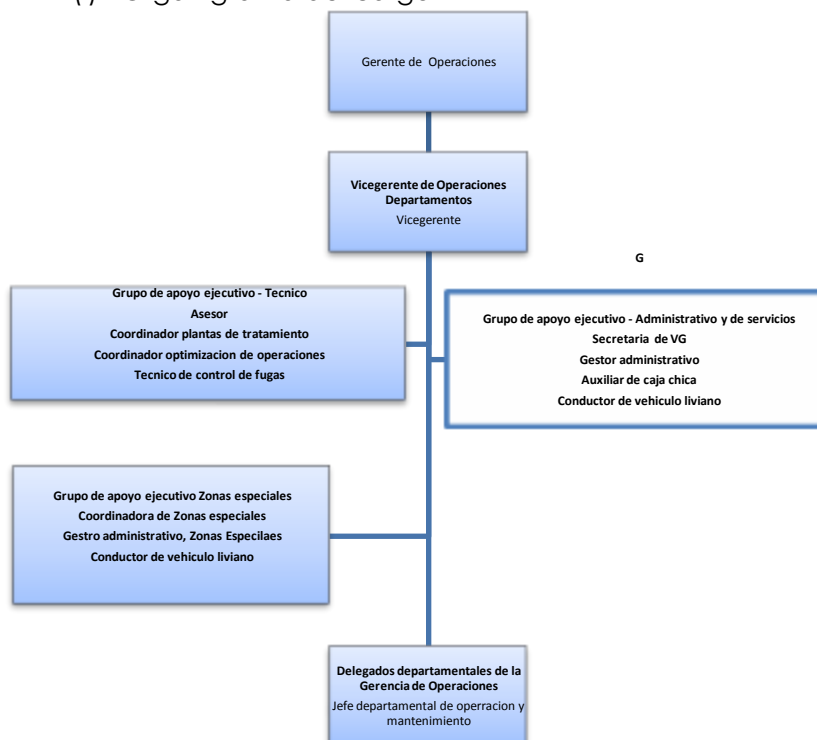 Gerente de Operaciones
Vicegerente de Operaciones
Departamentos
Vicegerente
G
Grupo de apoyo ejecutivo - Tecnico
Asesor
Coordinador plantas de tratamiento
Coordinador optimizacion de operaciones
Tecnico de control de fugas
Grupo de apoyo ejecutivo - Administrativo y de servicios
Secretaria de VG
Gestor administrativo
Auxiliar de caja chica
Conductor de vehiculo liviano
Grupo de apoyo ejecutivo Zonas especiales
Coordinadora de Zonas especiales
Gestro administrativo, Zonas Especilaes
Conductor de vehiculo liviano
Delegados departamentales de la
Gerencia de Operaciones
Jefe departamental de operracion y
mantenimiento